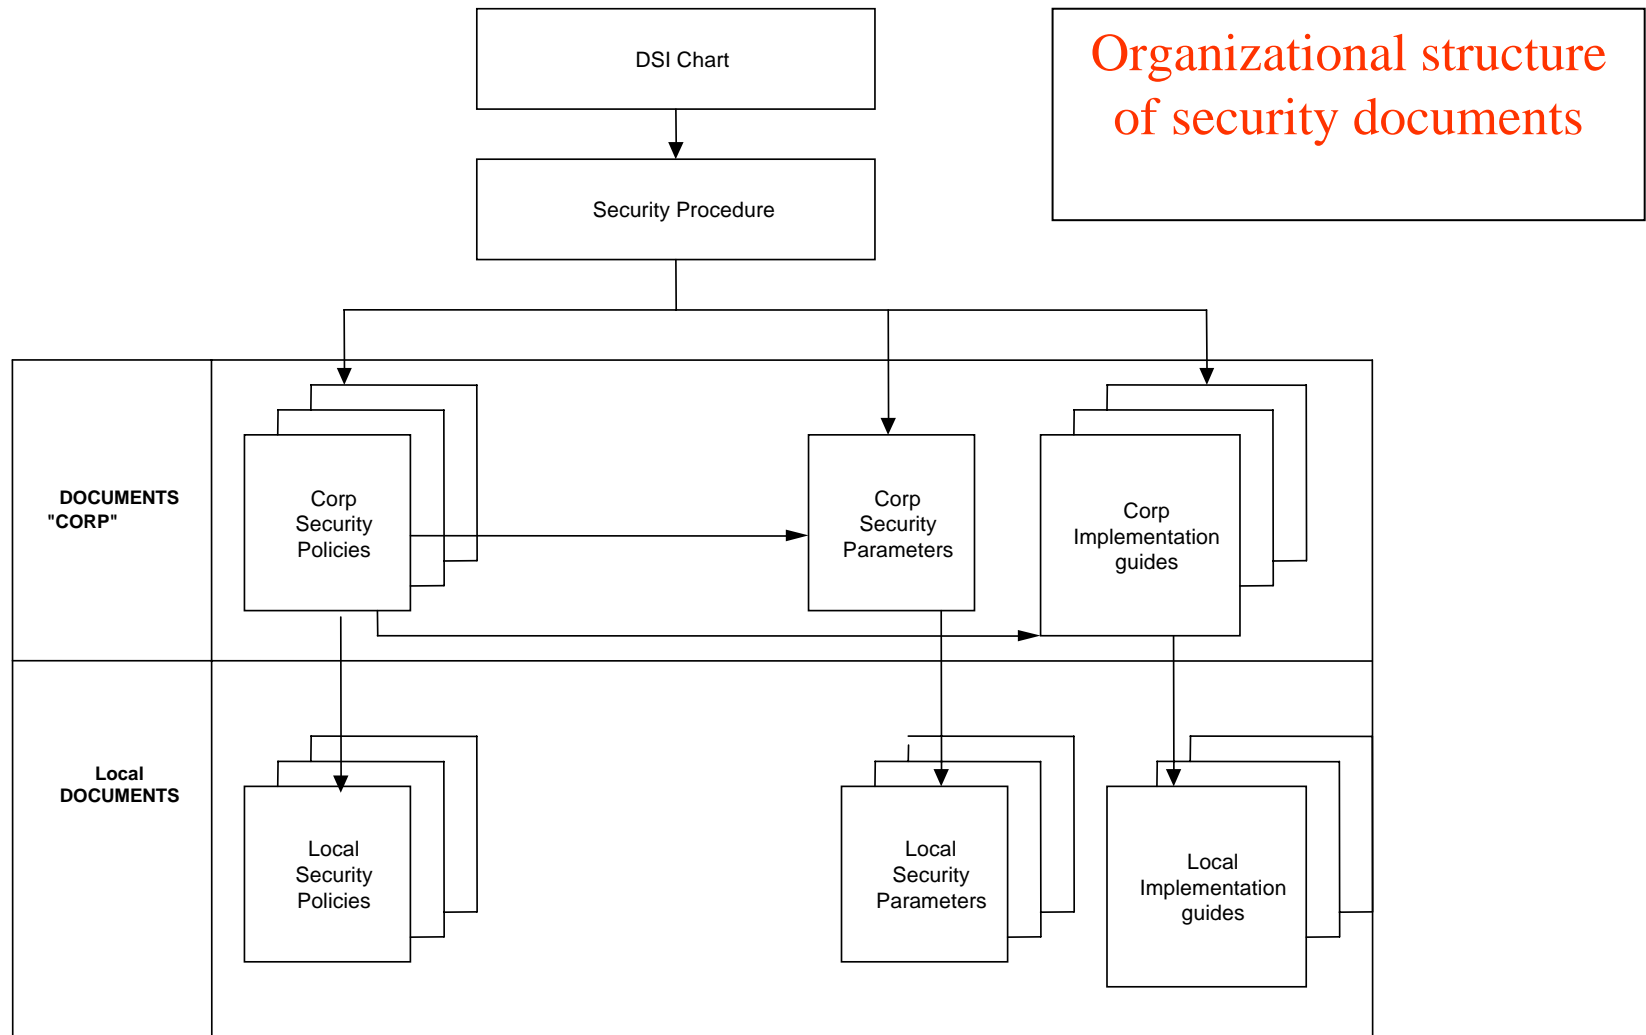 DSI Chart
Organizational structure
of security documents
Security Procedure
DOCUMENTS
"CORP"
Corp
Security
Policies
Corp
Security
Parameters
Corp
Implementation
guides
Local
DOCUMENTS
Local
Security
Policies
Local
Security
Parameters
Local
Implementation
guides